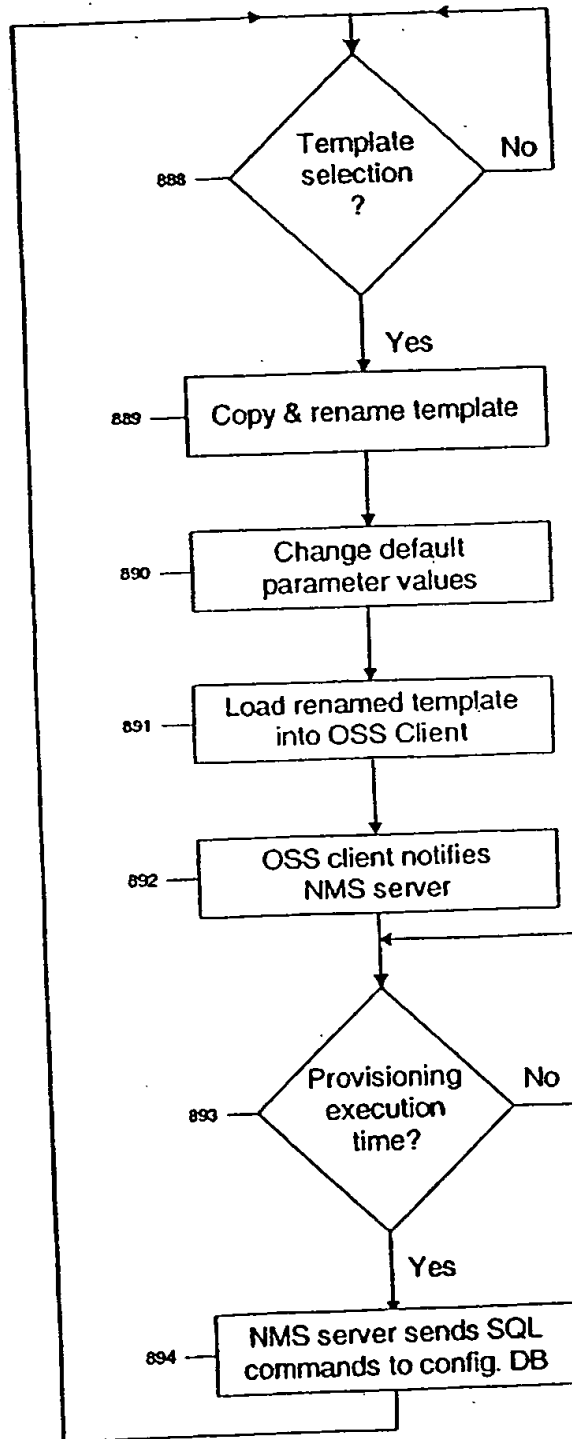 Template
selection
?
888
No
Yes
889
Copy & rename template
890
Change default
parameter values
891
Load renamed template
into OSS Client
892
OSS client notifies
NMS server
893
Provisioning
execution
time?
No
Yes
894
NMS server sends SQL
commands to config. DB